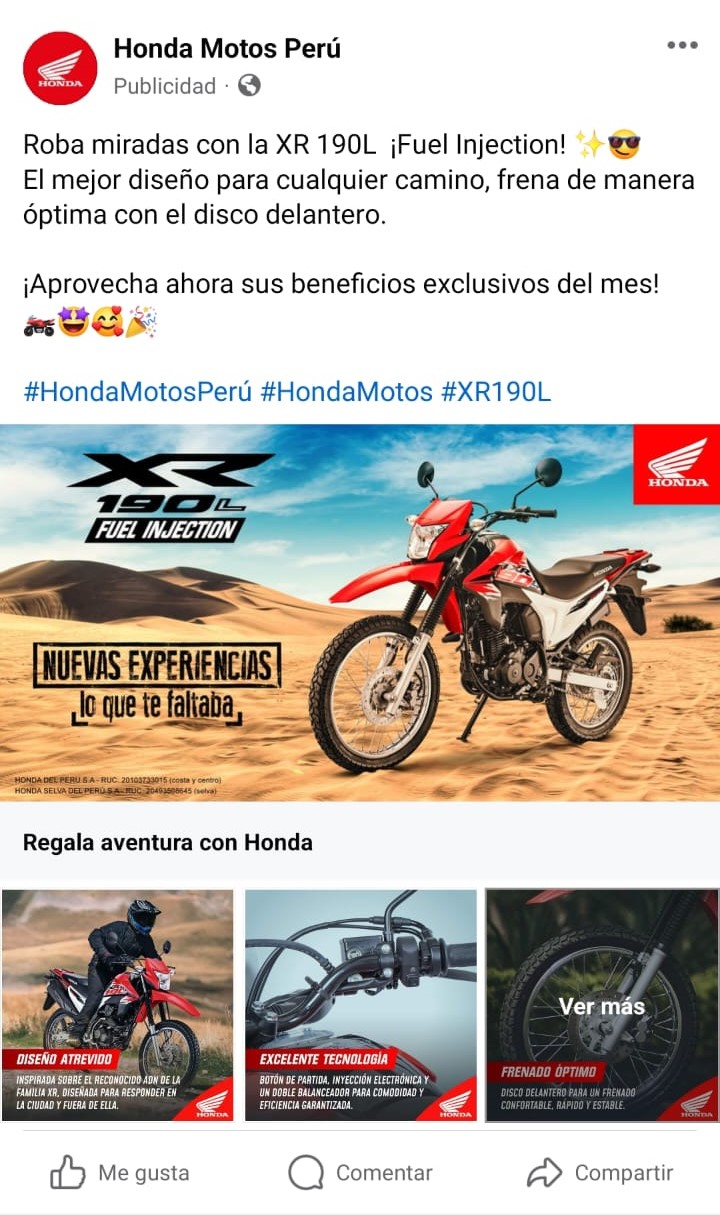 Honda Motos Perú
Publicidad ·
Roba miradas con la XR 190L ¡Fuel Injection! ✨😎
El mejor diseño para cualquier camino, frena de manera
óptima con el disco delantero.
¡Aprovecha ahora sus beneficios exclusivos del mes!
🏍️🤩🥰🎉
#HondaMotosPerú #HondaMotos #XR190L
XR
190L
FUEL INJECTION
HONDA
NUEVAS EXPERIENCIAS
lo que te faltaba
HONDA DEL PERU S.A - RUC. 20103733015 (costa y centro)
HONDA SELVA DEL PERU S.A - RUC. 20493568645 (selva)
Regala aventura con Honda
DISEÑO ATREVIDO
INSPIRADA SOBRE EL RECONOCIDO ADN DE LA
FAMILIA XR, DISEÑADA PARA RESPONDER EN
LA CIUDAD Y FUERA DE ELLA.
HONDA
EXCELENTE TECNOLOGÍA
BOTÓN DE PARTIDA, INYECCIÓN ELECTRÓNICA Y
UN DOBLE BALANCEADOR PARA COMODIDAD Y
EFICIENCIA GARANTIZADA.
HONDA
Ver más
FRENADO ÓPTIMO
DISCO DELANTERO PARA UN FRENADO
CONFORTABLE, RÁPIDO Y ESTABLE.
HONDA
Me gusta
Comentar
Compartir